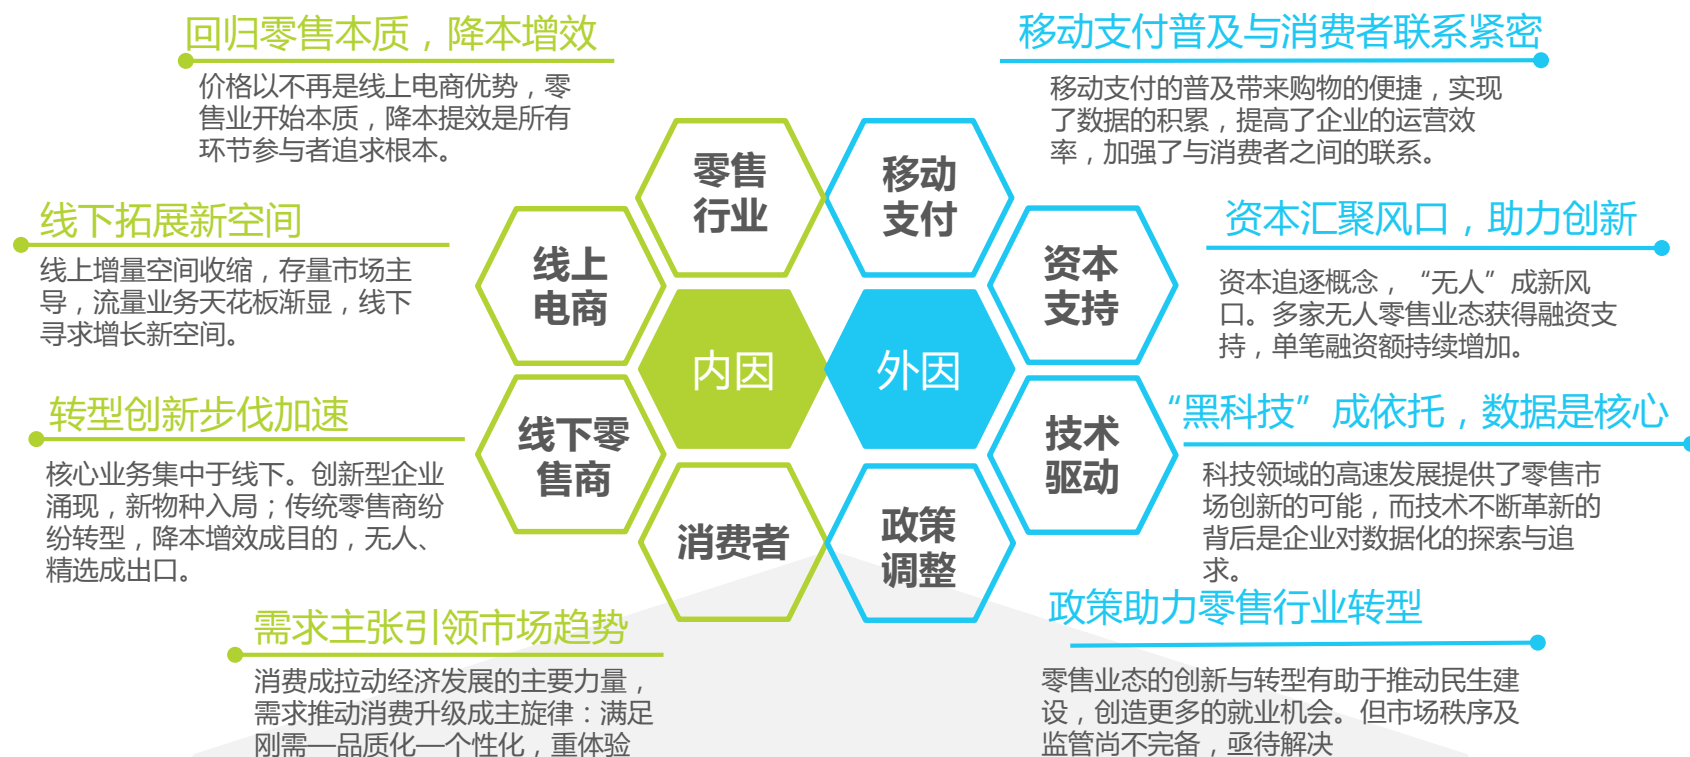 回归零售本质，降本增效
价格以不再是线上电商优势，零
售业开始本质，降本提效是所有
环节参与者追求根本。
线下拓展新空间
线上增量空间收缩，存量市场主
导，流量业务天花板渐显，线下
寻求增长新空间。
转型创新步伐加速
核心业务集中于线下。创新型企业
涌现，新物种入局；传统零售商纷
纷转型，降本增效成目的，无人、
精选成出口。
需求主张引领市场趋势
消费成拉动经济发展的主要力量，
需求推动消费升级成主旋律：满足
刚需—品质化—个性化，重体验
零售
行业
线上
电商
内因
线下零
售商
消费者
移动
支付
资本
支持
外因
技术
驱动
政策
调整
移动支付普及与消费者联系紧密
移动支付的普及带来购物的便捷，实现
了数据的积累，提高了企业的运营效
率，加强了与消费者之间的联系。
资本汇聚风口，助力创新
资本追逐概念，“无人”成新风
口。多家无人零售业态获得融资支
持，单笔融资额持续增加。
“黑科技”成依托，数据是核心
科技领域的高速发展提供了零售市
场创新的可能，而技术不断革新的
背后是企业对数据化的探索与追
求。
政策助力零售行业转型
零售业态的创新与转型有助于推动民生建
设，创造更多的就业机会。但市场秩序及
监管尚不完备，亟待解决